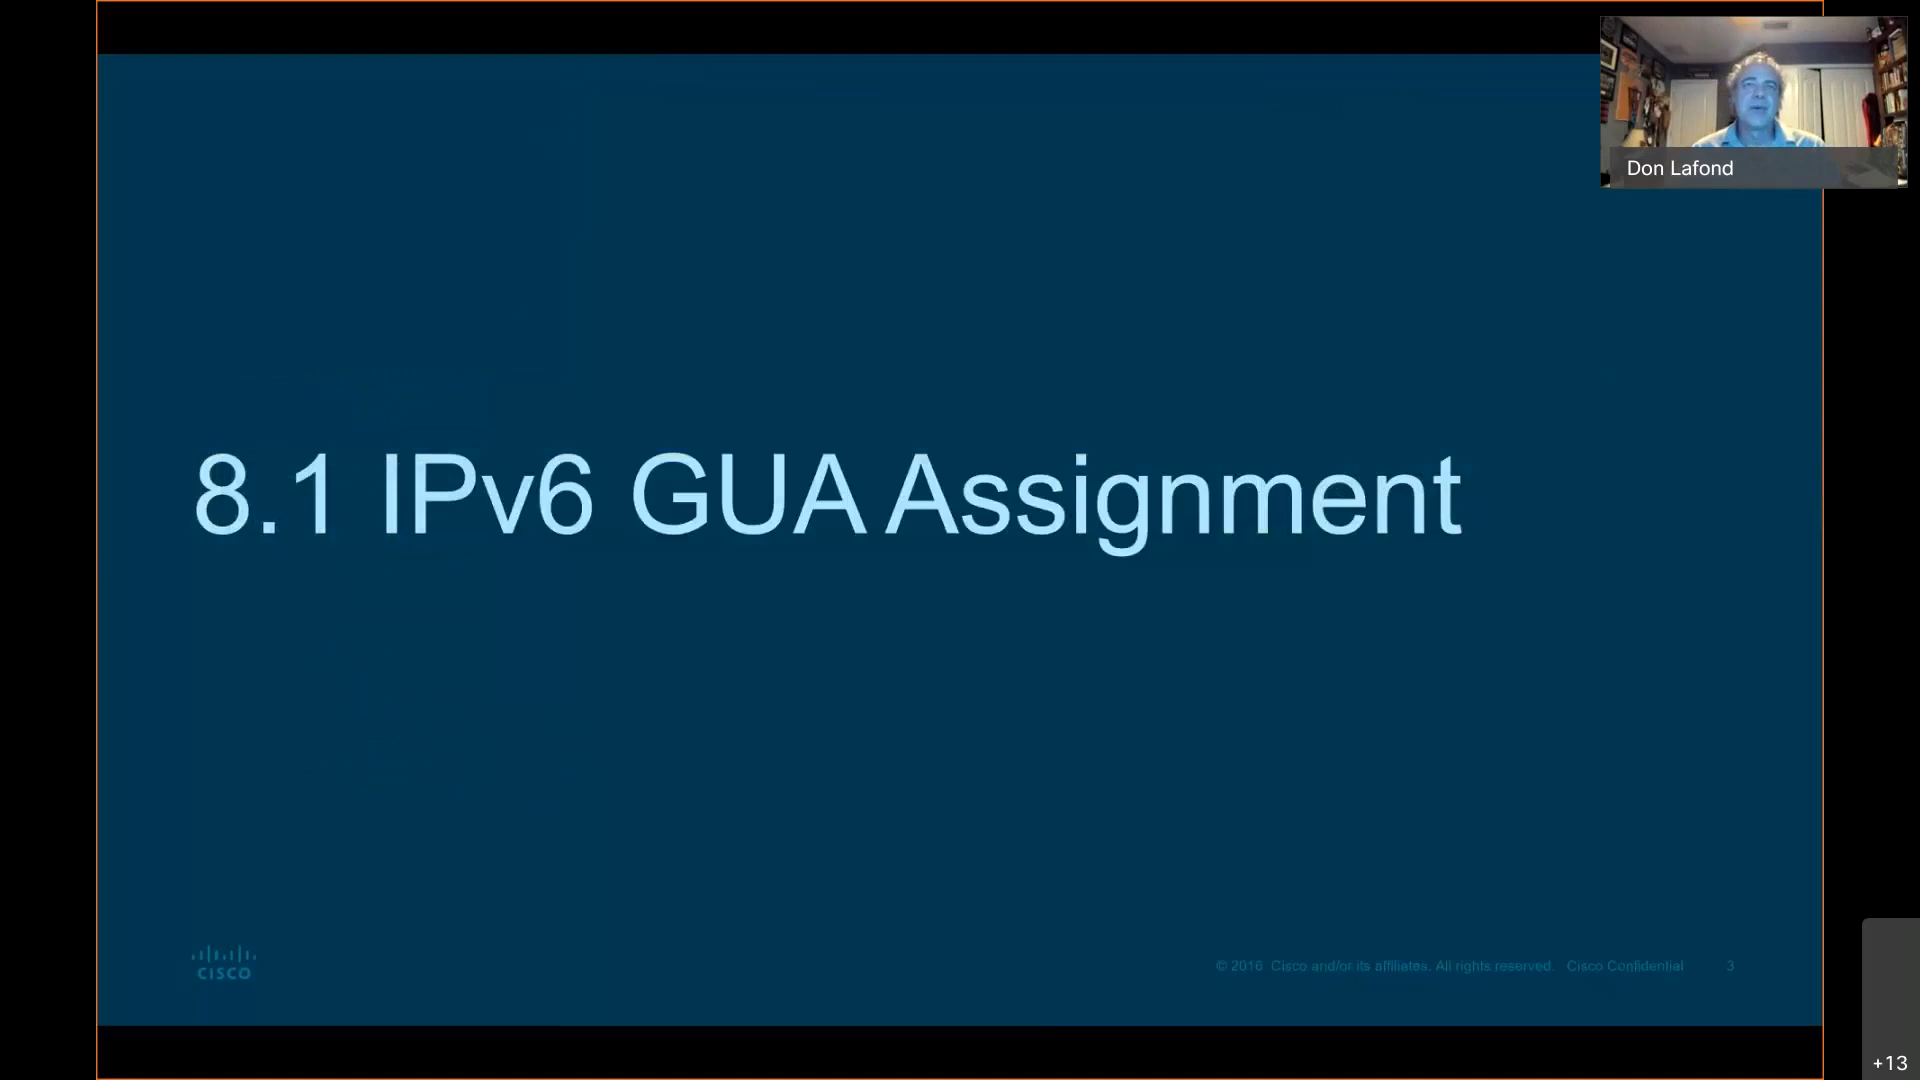 Don Lafond
8.1 IPv6 GUA Assignment
CISCO
© 2016 Cisco and/or its affiliates. All rights reserved. Cisco Confidential 3
+13